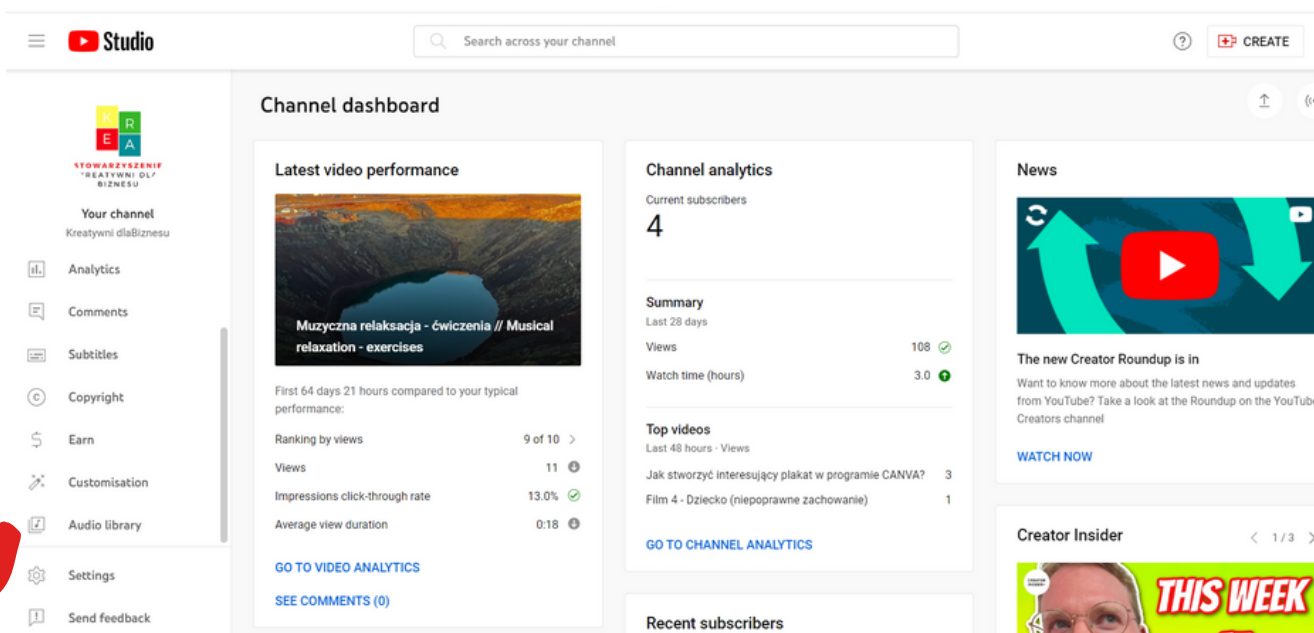 Studio
Search across your channel
?
CREATE
K
R
E
A
STOWARZYSZENIE
KREATYWNI DLA
BIZNESU
Your channel
Kreatywni dlaBiznesu
Analytics
Comments
Subtitles
Copyright
Earn
Customisation
Audio library
Settings
Send feedback
Channel dashboard
Latest video performance
Muzyczna relaksacja - ćwiczenia // Musical
relaxation - exercises
First 64 days 21 hours compared to your typical
performance:
Ranking by views 9 of 10
Views 11
Impressions click-through rate 13.0%
Average view duration 0:18
GO TO VIDEO ANALYTICS
SEE COMMENTS (0)
Channel analytics
Current subscribers
4
Summary
Last 28 days
Views 108
Watch time (hours) 3.0
Top videos
Last 48 hours · Views
Jak stworzyć interesujący plakat w programie CANVA? 3
Film 4 - Dziecko (niepoprawne zachowanie) 1
GO TO CHANNEL ANALYTICS
Recent subscribers
News
The new Creator Roundup is in
Want to know more about the latest news and updates
from YouTube? Take a look at the Roundup on the YouTube
Creators channel
WATCH NOW
Creator Insider
1/3
THIS WEEK